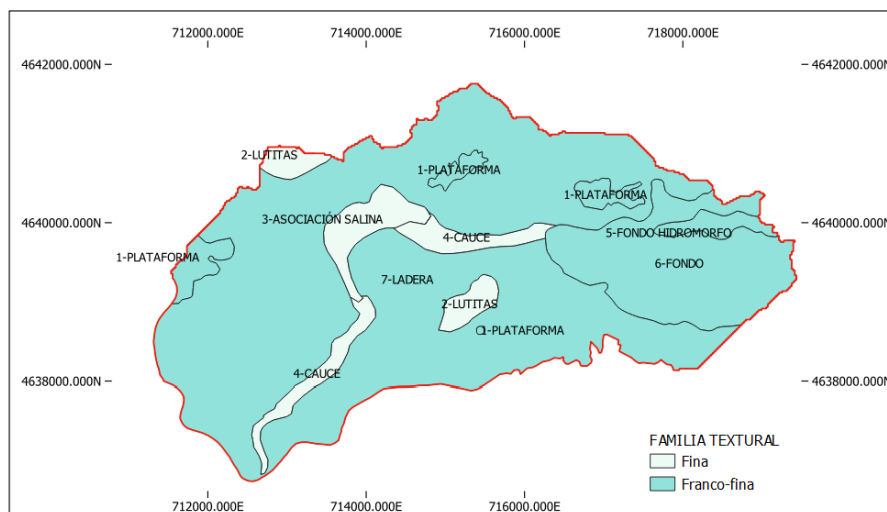 712000.000E 714000.000E 716000.000E 718000.000E
4642000.000N 4642000.000N
2-LUTITAS
1-PLATAFORMA
1-PLATAFORMA
3-ASOCIACIÓN SALINA
4640000.000N 4640000.000N
4-CAUCE
5-FONDO HIDROMORFO
1-PLATAFORMA
6-FONDO
7-LADERA
2-LUTITAS
1-PLATAFORMA
4-CAUCE
4638000.000N 4638000.000N
FAMILIA TEXTURAL
Fina
Franco-fina
712000.000E 714000.000E 716000.000E